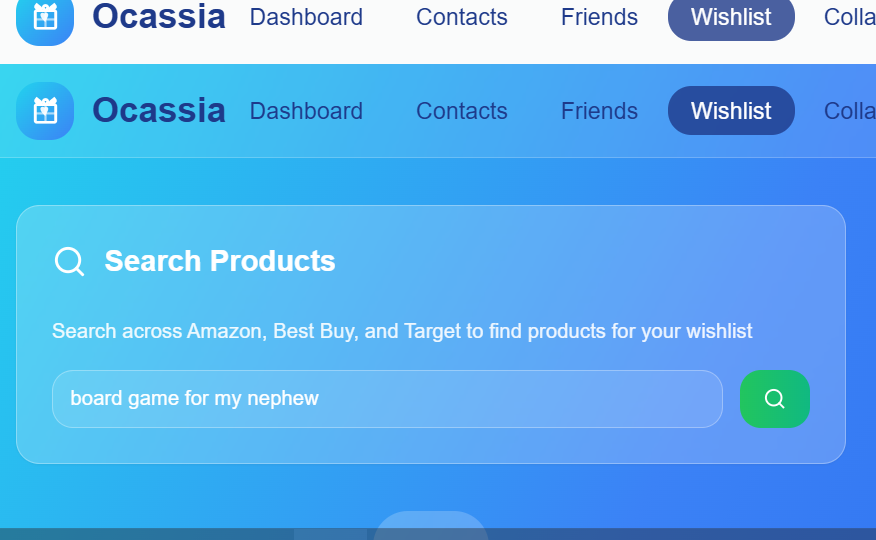 Ocassia Dashboard Contacts Friends Wishlist Colla
Ocassia Dashboard Contacts Friends Wishlist Colla
Search Products
Search across Amazon, Best Buy, and Target to find products for your wishlist
board game for my nephew